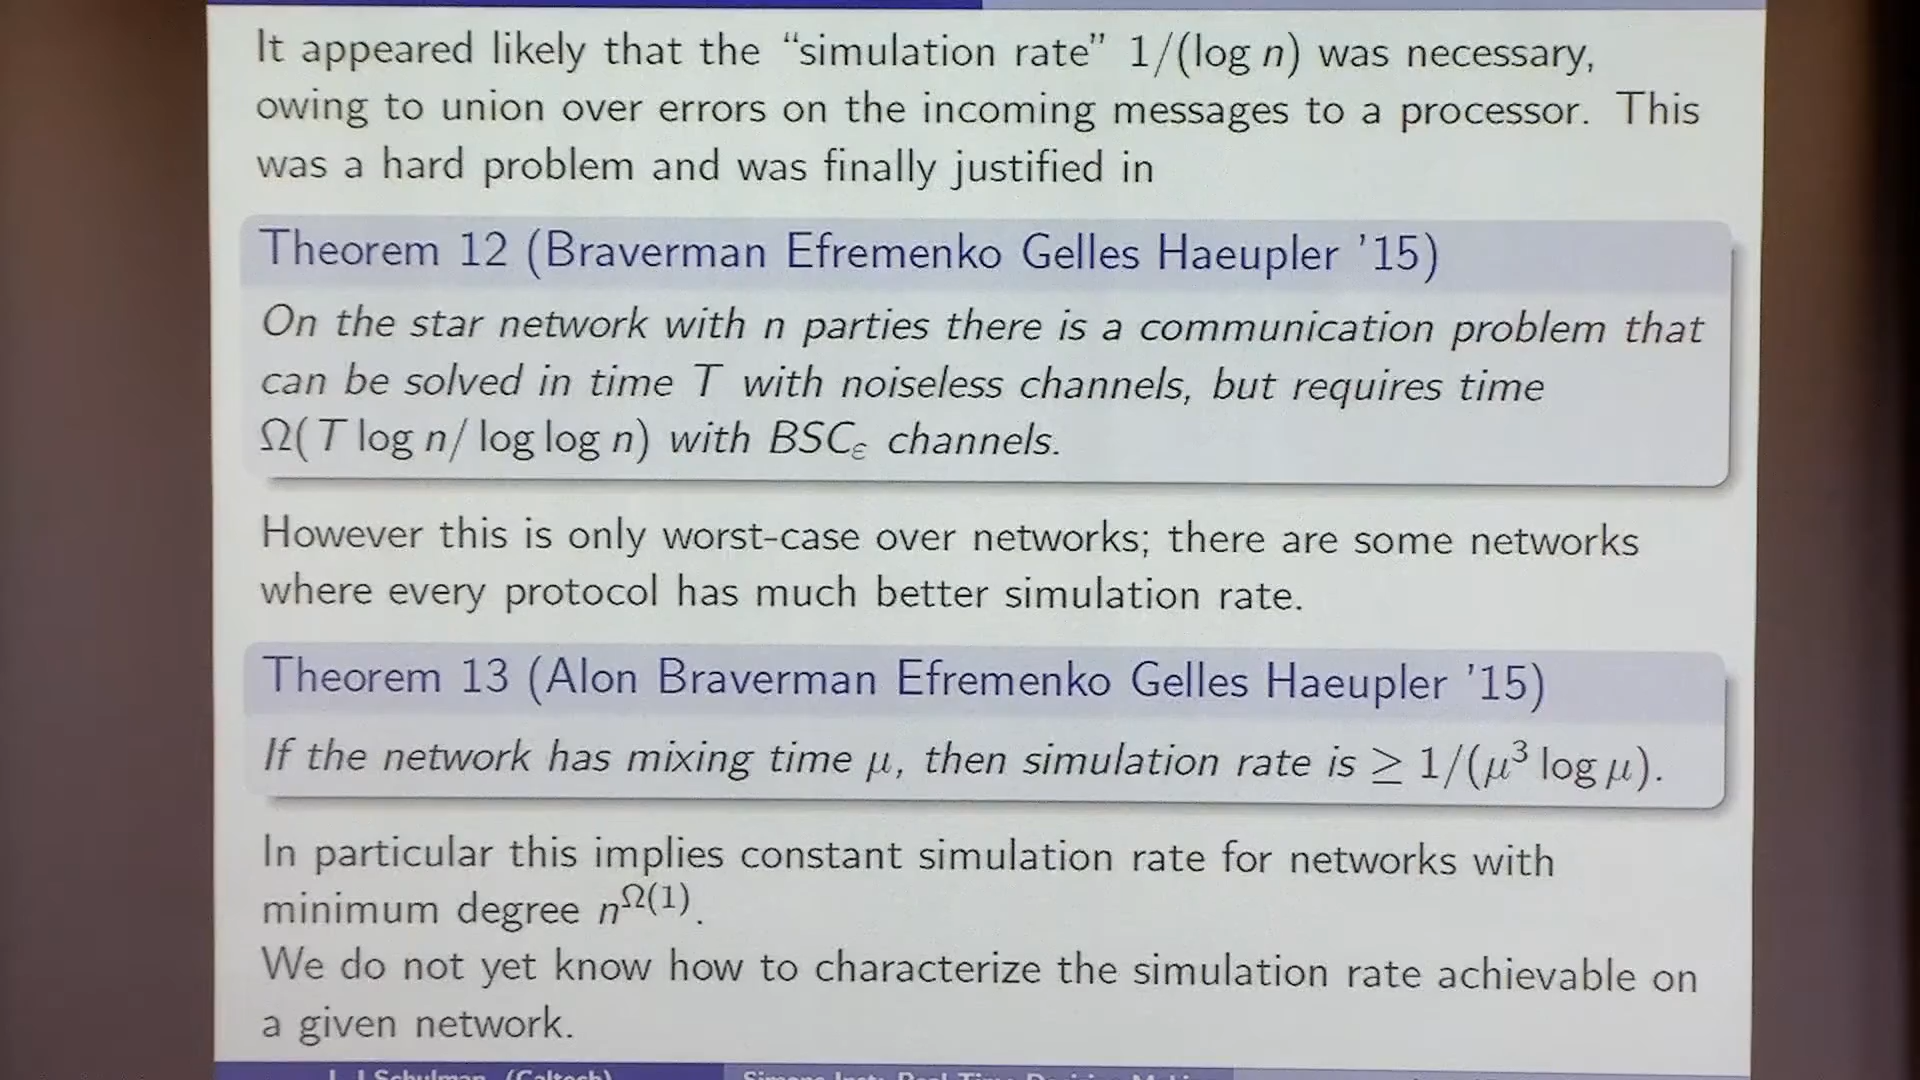 It appeared likely that the “simulation rate” 1/(log n) was necessary,
owing to union over errors on the incoming messages to a processor. This
was a hard problem and was finally justified in
Theorem 12 (Braverman Efremenko Gelles Haeupler ’15)
On the star network with n parties there is a communication problem that
can be solved in time T with noiseless channels, but requires time
Ω(T log n/ log log n) with BSCε channels.
However this is only worst-case over networks; there are some networks
where every protocol has much better simulation rate.
Theorem 13 (Alon Braverman Efremenko Gelles Haeupler ’15)
If the network has mixing time μ, then simulation rate is ≥ 1/(μ³ log μ).
In particular this implies constant simulation rate for networks with
minimum degree n^Ω(1).
We do not yet know how to characterize the simulation rate achievable on
a given network.
Schulman (Caltech)